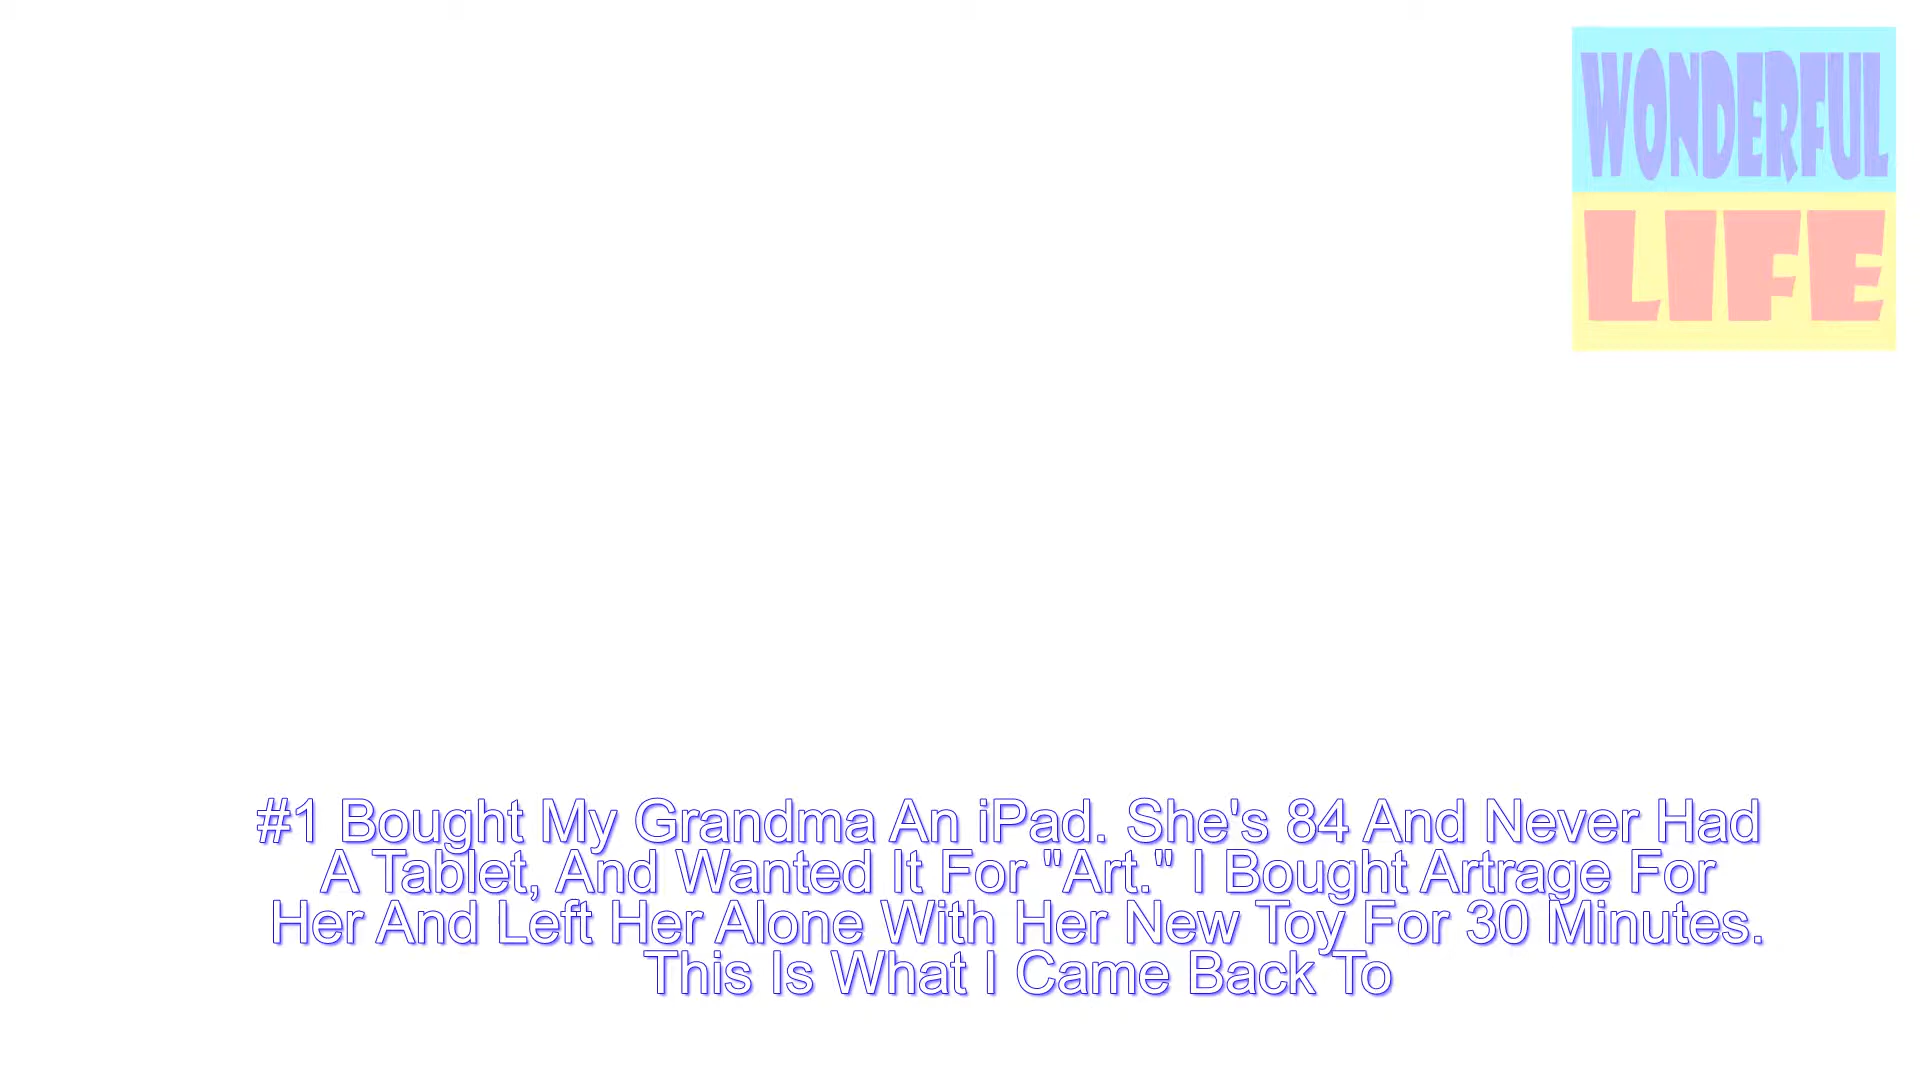 WONDERFUL
LIFE
#1 Bought My Grandma An iPad. She's 84 And Never Had
A Tablet, And Wanted It For "Art." I Bought Artrage For
Her And Left Her Alone With Her New Toy For 30 Minutes.
This Is What I Came Back To